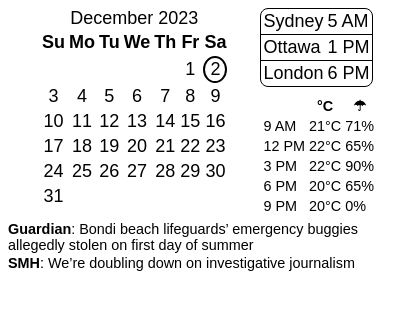 December 2023
Su Mo Tu We Th Fr Sa
1 2
3 4 5 6 7 8 9
10 11 12 13 14 15 16
17 18 19 20 21 22 23
24 25 26 27 28 29 30
31
Sydney 5 AM
Ottawa 1 PM
London 6 PM
°C ☂
9 AM 21°C 71%
12 PM 22°C 65%
3 PM 22°C 90%
6 PM 20°C 65%
9 PM 20°C 0%
Guardian: Bondi beach lifeguards’ emergency buggies
allegedly stolen on first day of summer
SMH: We’re doubling down on investigative journalism